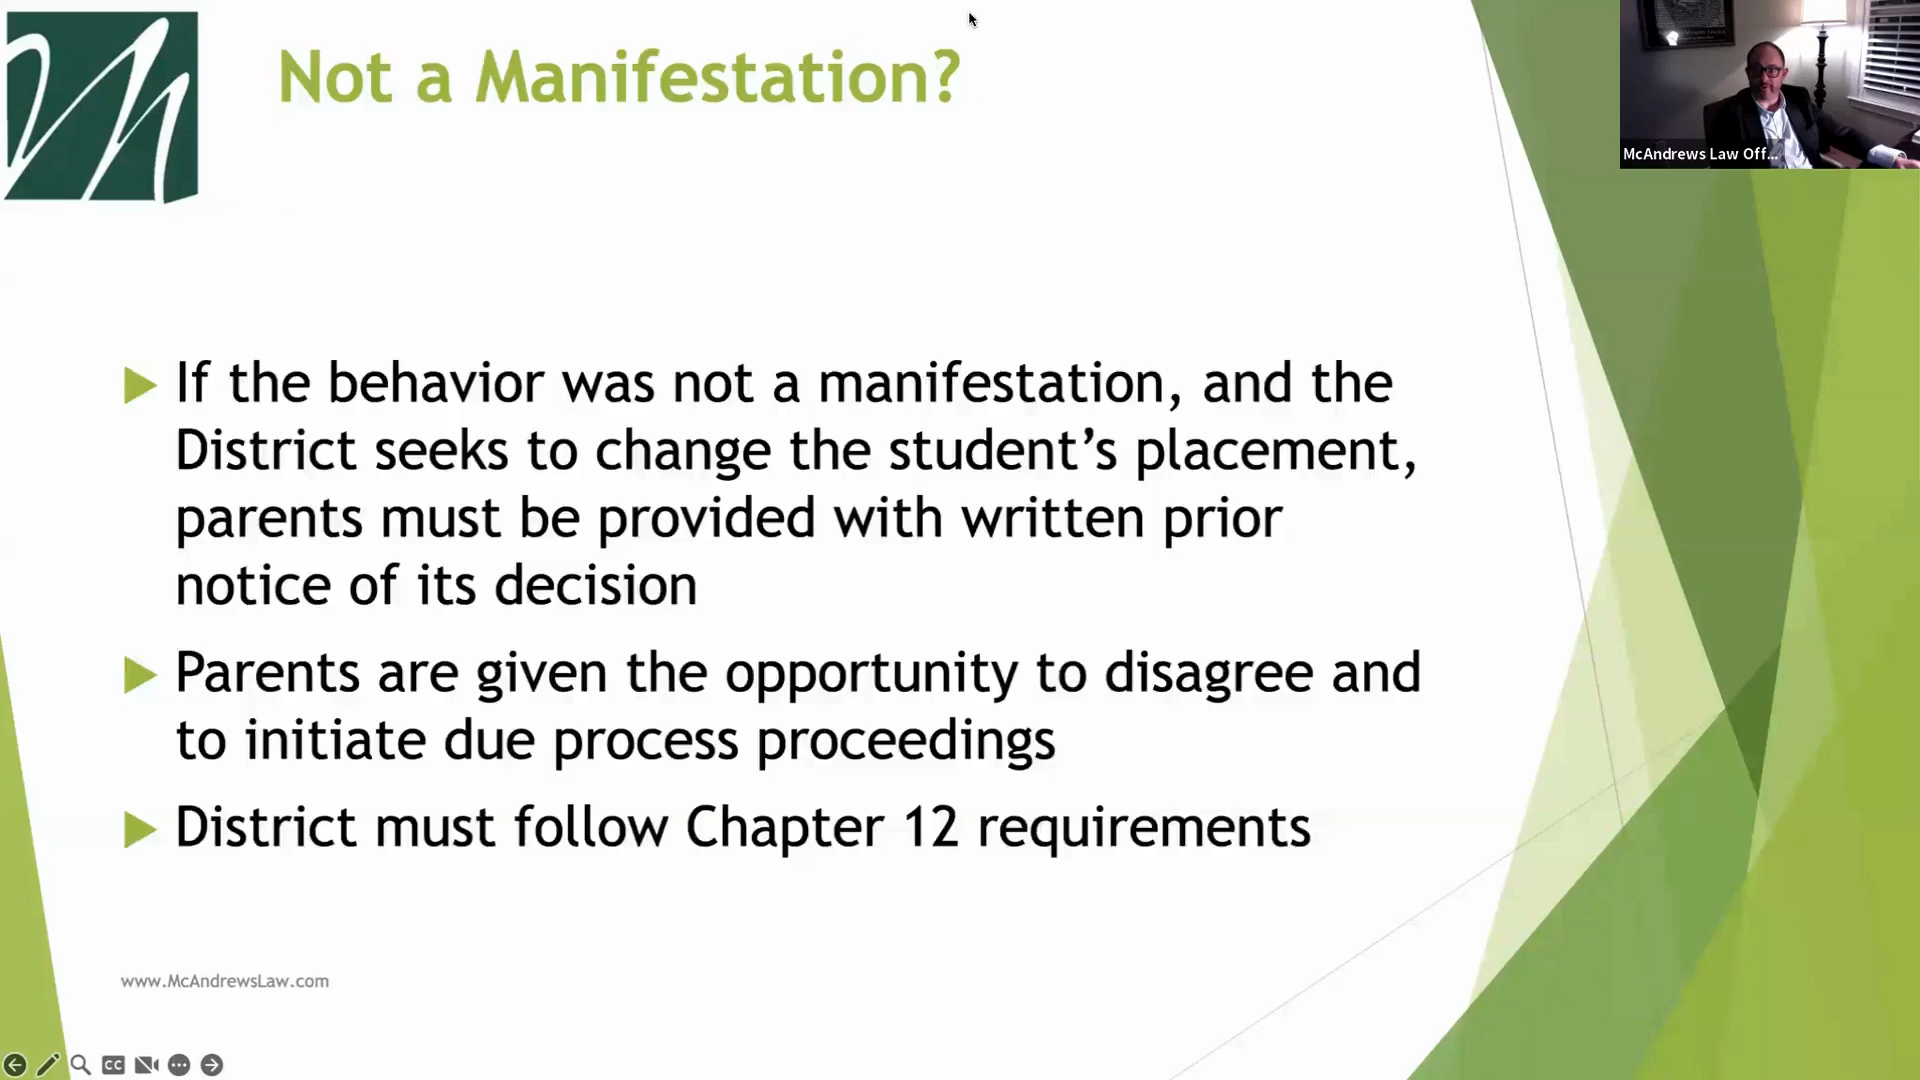 Not a Manifestation?
McAndrews Law Off...
If the behavior was not a manifestation, and the
District seeks to change the student’s placement,
parents must be provided with written prior
notice of its decision
Parents are given the opportunity to disagree and
to initiate due process proceedings
District must follow Chapter 12 requirements
www.McAndrewsLaw.com
CC